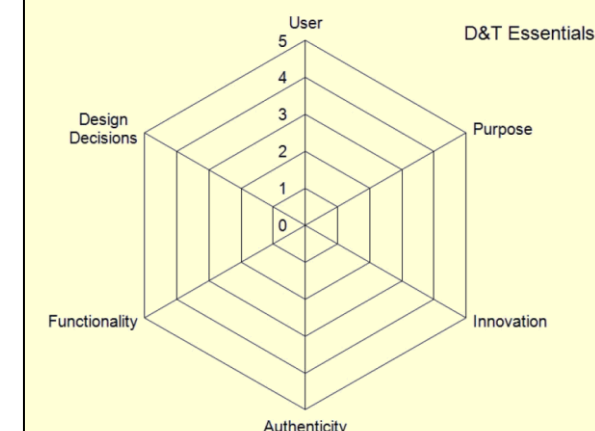 User
D&T Essentials
5
4
Design
Decisions
Purpose
3
2
1
0
Functionality
Innovation
Authenticity